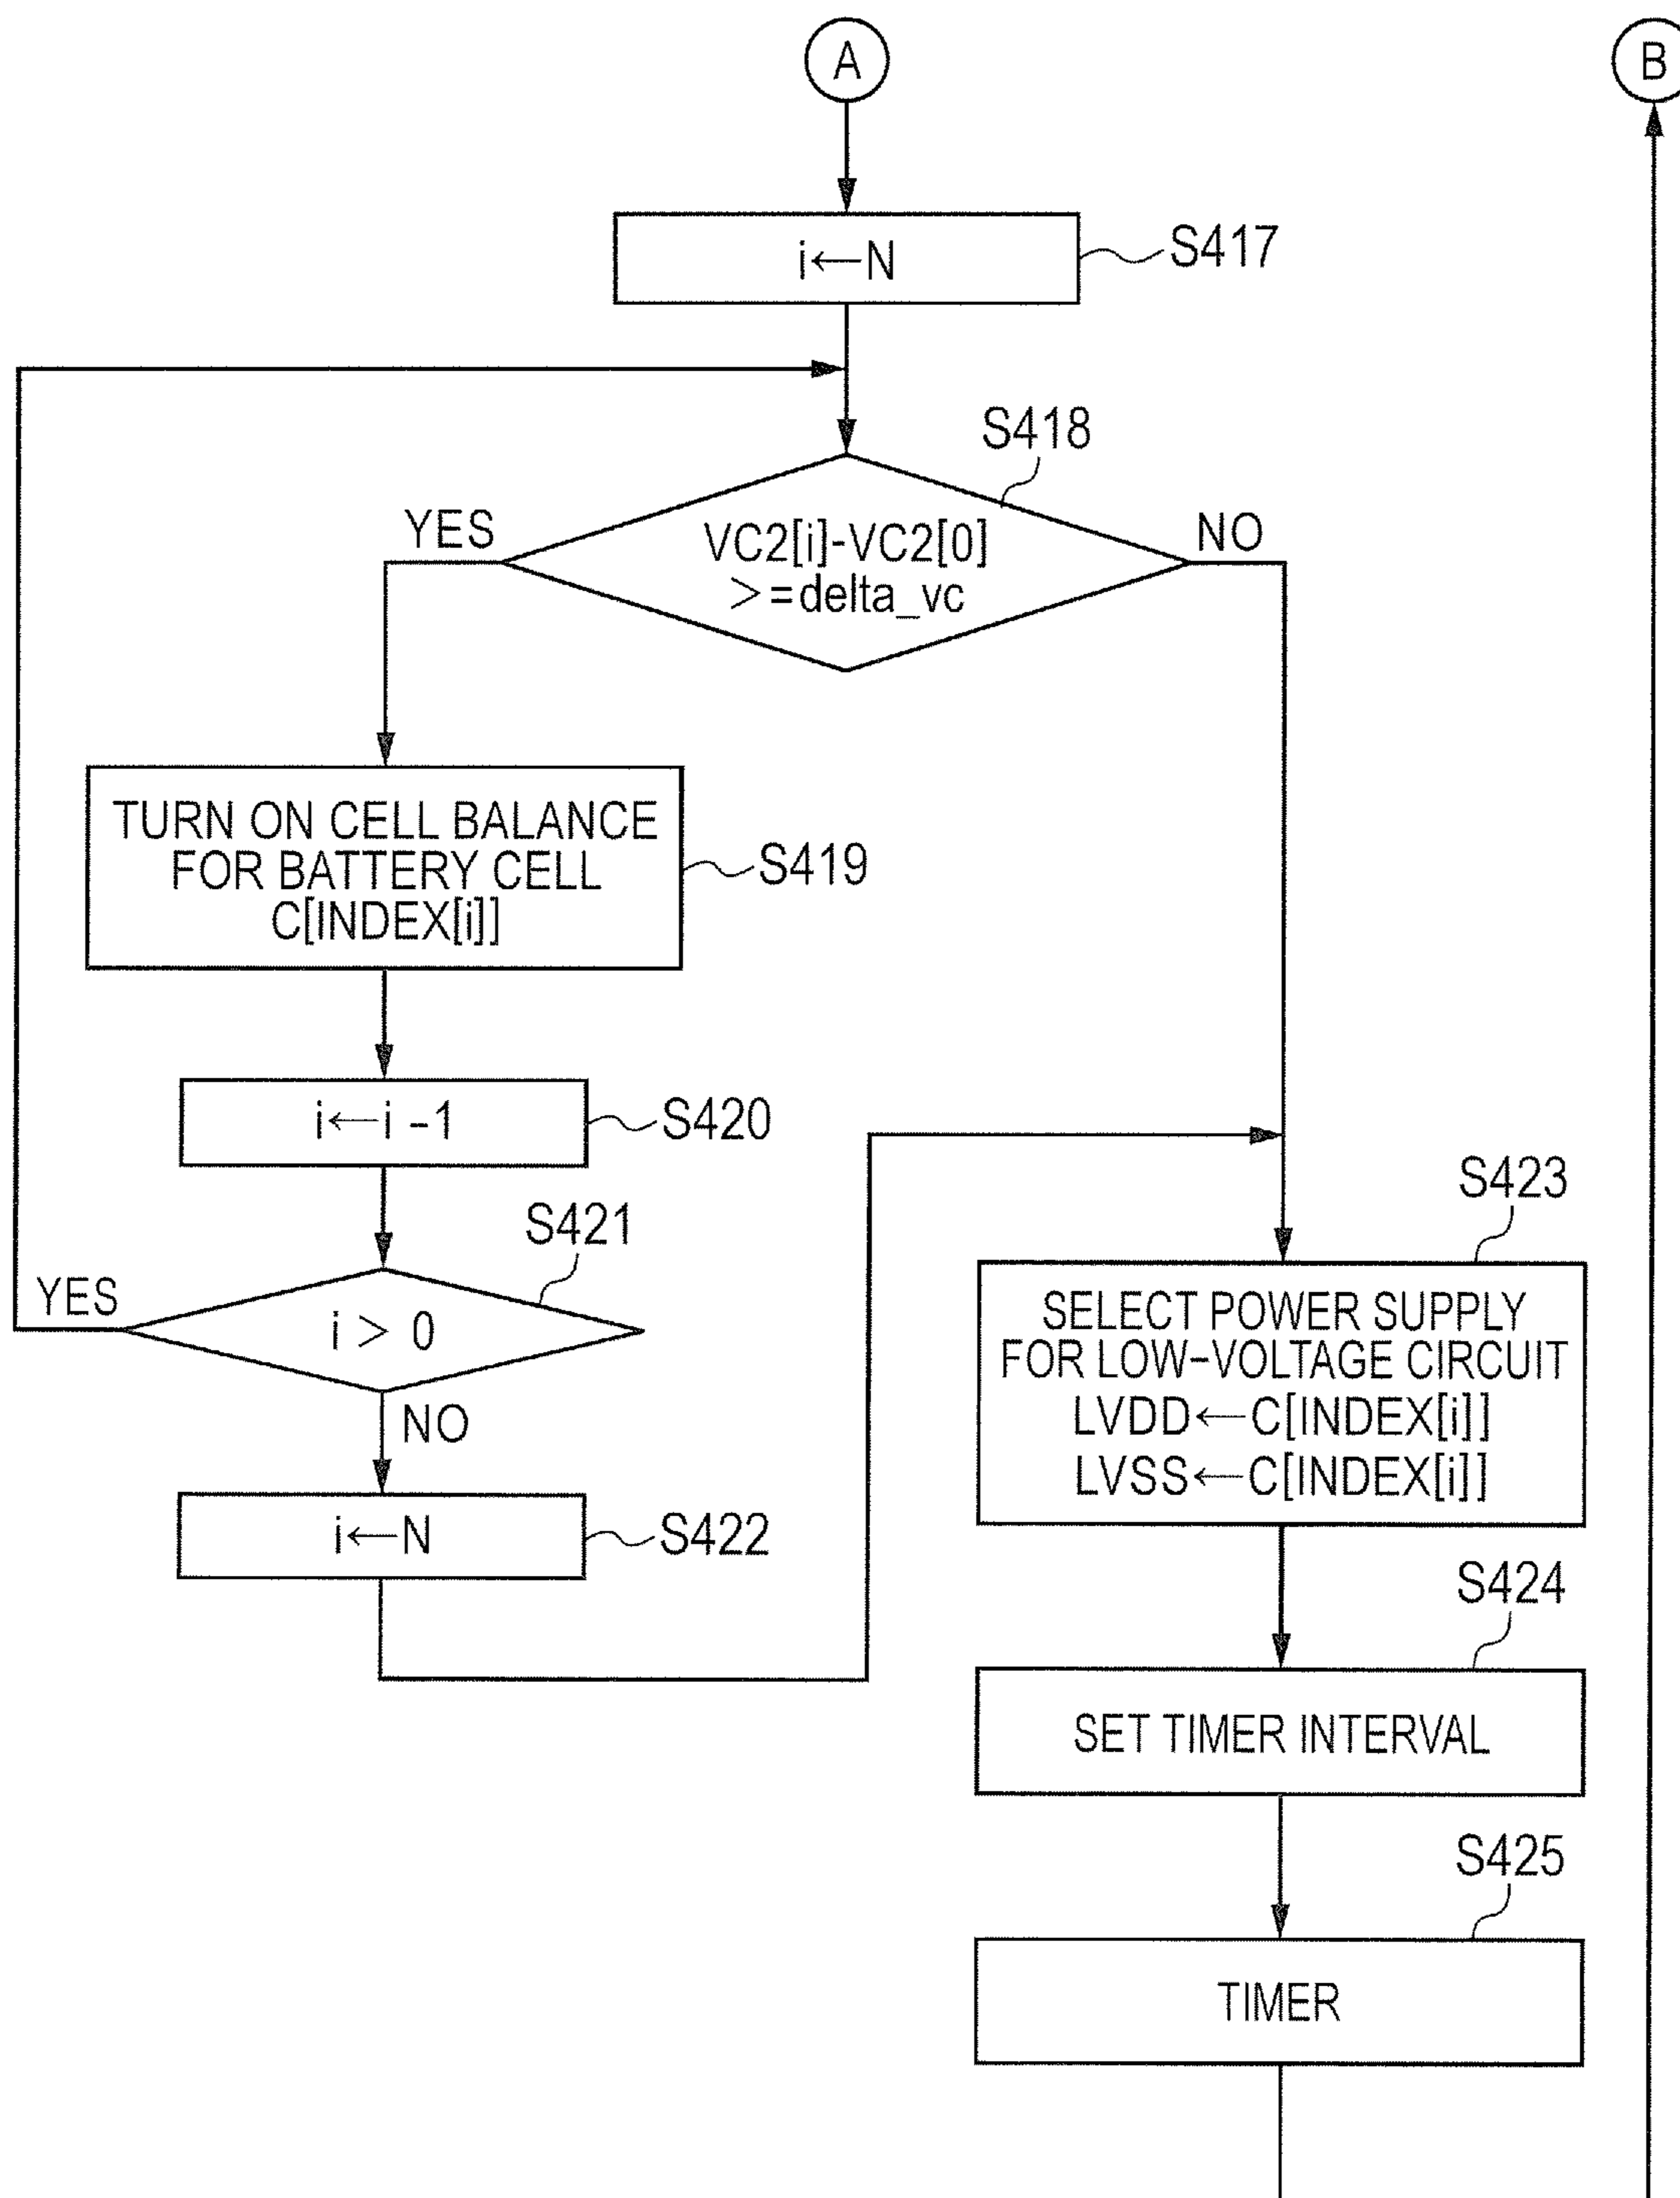 A
B
i←N
S417
S418
YES
NO
VC2[i]-VC2[0]
>=delta_vc
TURN ON CELL BALANCE
FOR BATTERY CELL
C[INDEX[i]]
S419
i←i -1
S420
S421
YES
i > 0
NO
i←N
S422
S423
SELECT POWER SUPPLY
FOR LOW-VOLTAGE CIRCUIT
LVDD←C[INDEX[i]]
LVSS←C[INDEX[i]]
S424
SET TIMER INTERVAL
S425
TIMER